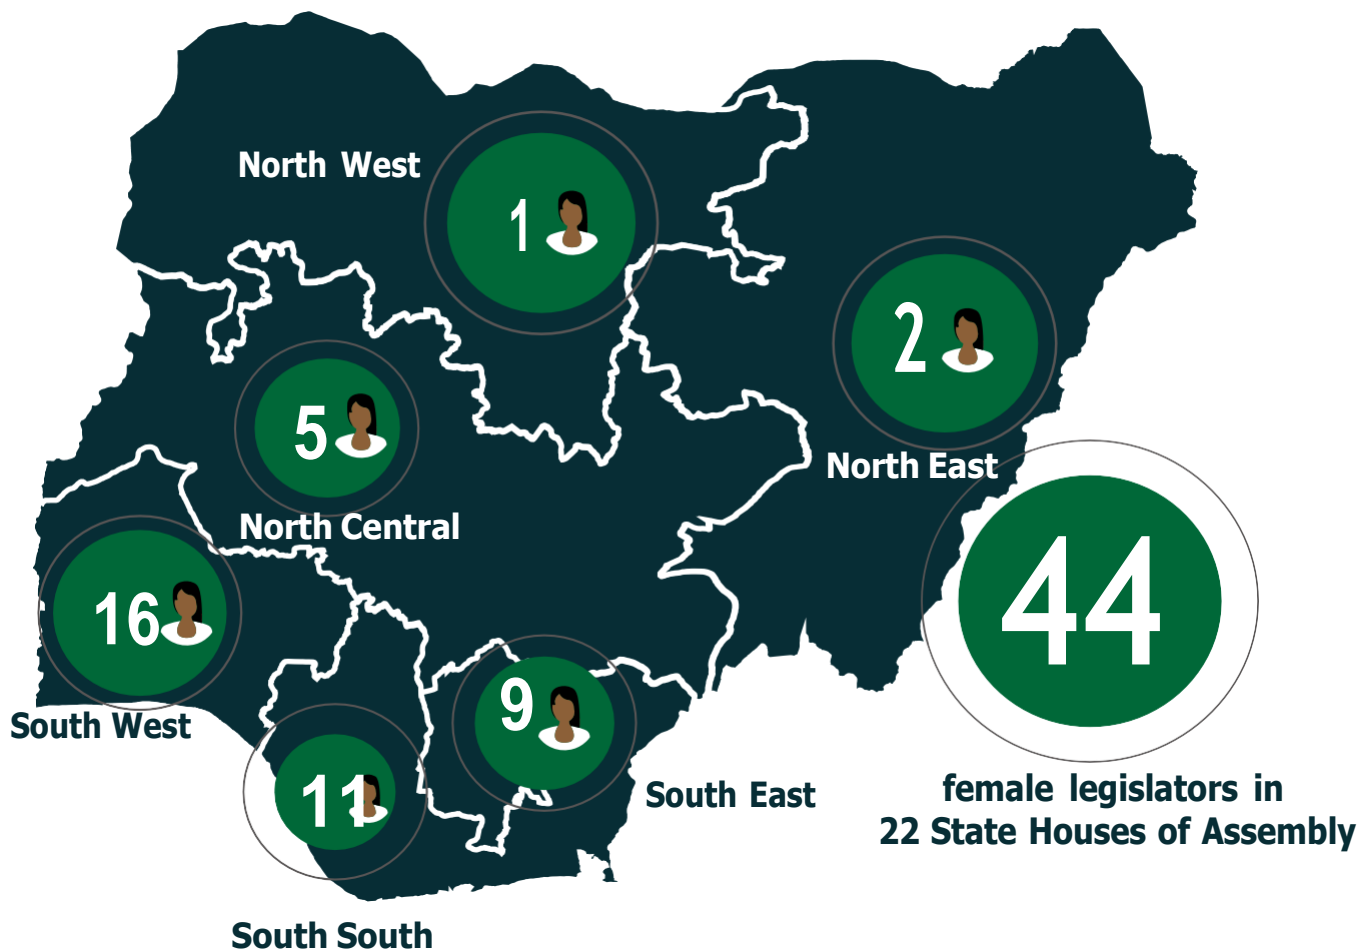 North West
1
2
North East
5
North Central
16
South West
9
South East
11
South South
44
female legislators in
22 State Houses of Assembly